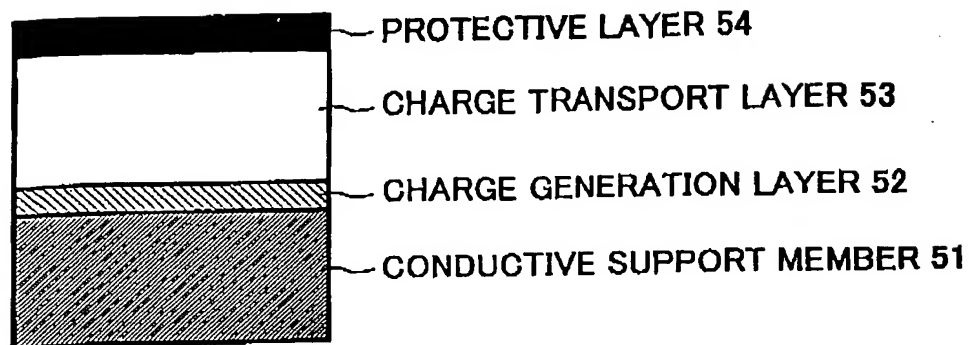 PROTECTIVE LAYER 54
CHARGE TRANSPORT LAYER 53
CHARGE GENERATION LAYER 52
CONDUCTIVE SUPPORT MEMBER 51